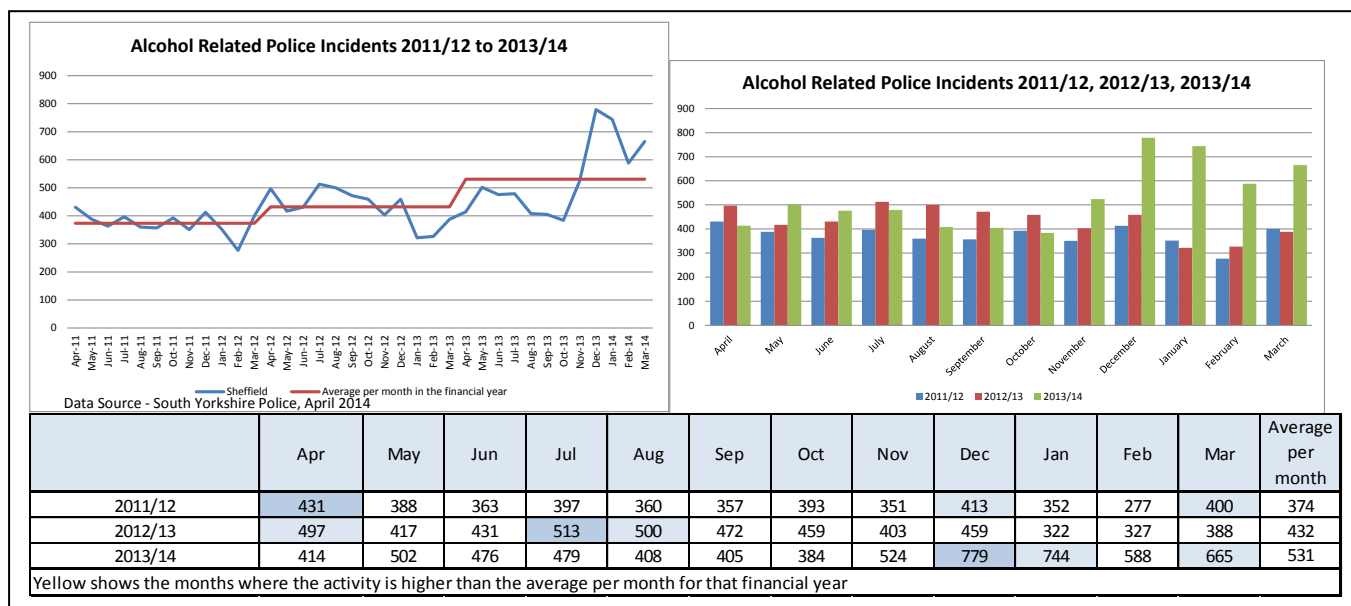 Alcohol Related Police Incidents 2011/12 to 2013/14
900
800
700
600
500
400
300
200
100
0
Apr-11
May-11
Jun-11
Jul-11
Aug-11
Sep-11
Oct-11
Nov-11
Dec-11
Jan-12
Feb-12
Mar-12
Apr-12
May-12
Jun-12
Jul-12
Aug-12
Sep-12
Oct-12
Nov-12
Dec-12
Jan-13
Feb-13
Mar-13
Apr-13
May-13
Jun-13
Jul-13
Aug-13
Sep-13
Oct-13
Nov-13
Dec-13
Jan-14
Feb-14
Mar-14
Sheffield Average per month in the financial year
Data Source - South Yorkshire Police, April 2014
Alcohol Related Police Incidents 2011/12, 2012/13, 2013/14
900
800
700
600
500
400
300
200
100
0
April
May
June
July
August
September
October
November
December
January
February
March
2011/12 2012/13 2013/14
Apr May Jun Jul Aug Sep Oct Nov Dec Jan Feb Mar Average per month
2011/12 431 388 363 397 360 357 393 351 413 352 277 400 374
2012/13 497 417 431 513 500 472 459 403 459 322 327 388 432
2013/14 414 502 476 479 408 405 384 524 779 744 588 665 531
Yellow shows the months where the activity is higher than the average per month for that financial year